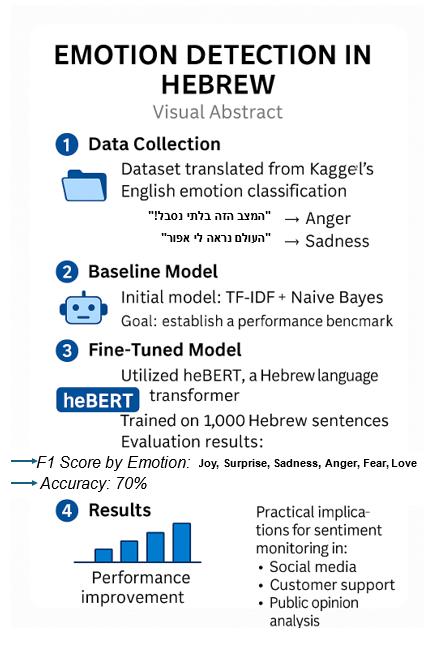 EMOTION DETECTION IN
HEBREW
Visual Abstract
1 Data Collection
Dataset translated from Kaggel's
English emotion classification
"המצב הזה בלתי נסבל!" → Anger
"העולם נראה לי אפור" → Sadness
2 Baseline Model
Initial model: TF-IDF + Naive Bayes
Goal: establish a performance bencmark
3 Fine-Tuned Model
Utilized heBERT, a Hebrew language
heBERT transformer
Trained on 1,000 Hebrew sentences
Evaluation results:
F1 Score by Emotion: Joy, Surprise, Sadness, Anger, Fear, Love
Accuracy: 70%
4 Results
Performance
improvement
Practical implica-
tions for sentiment
monitoring in:
• Social media
• Customer support
• Public opinion
analysis